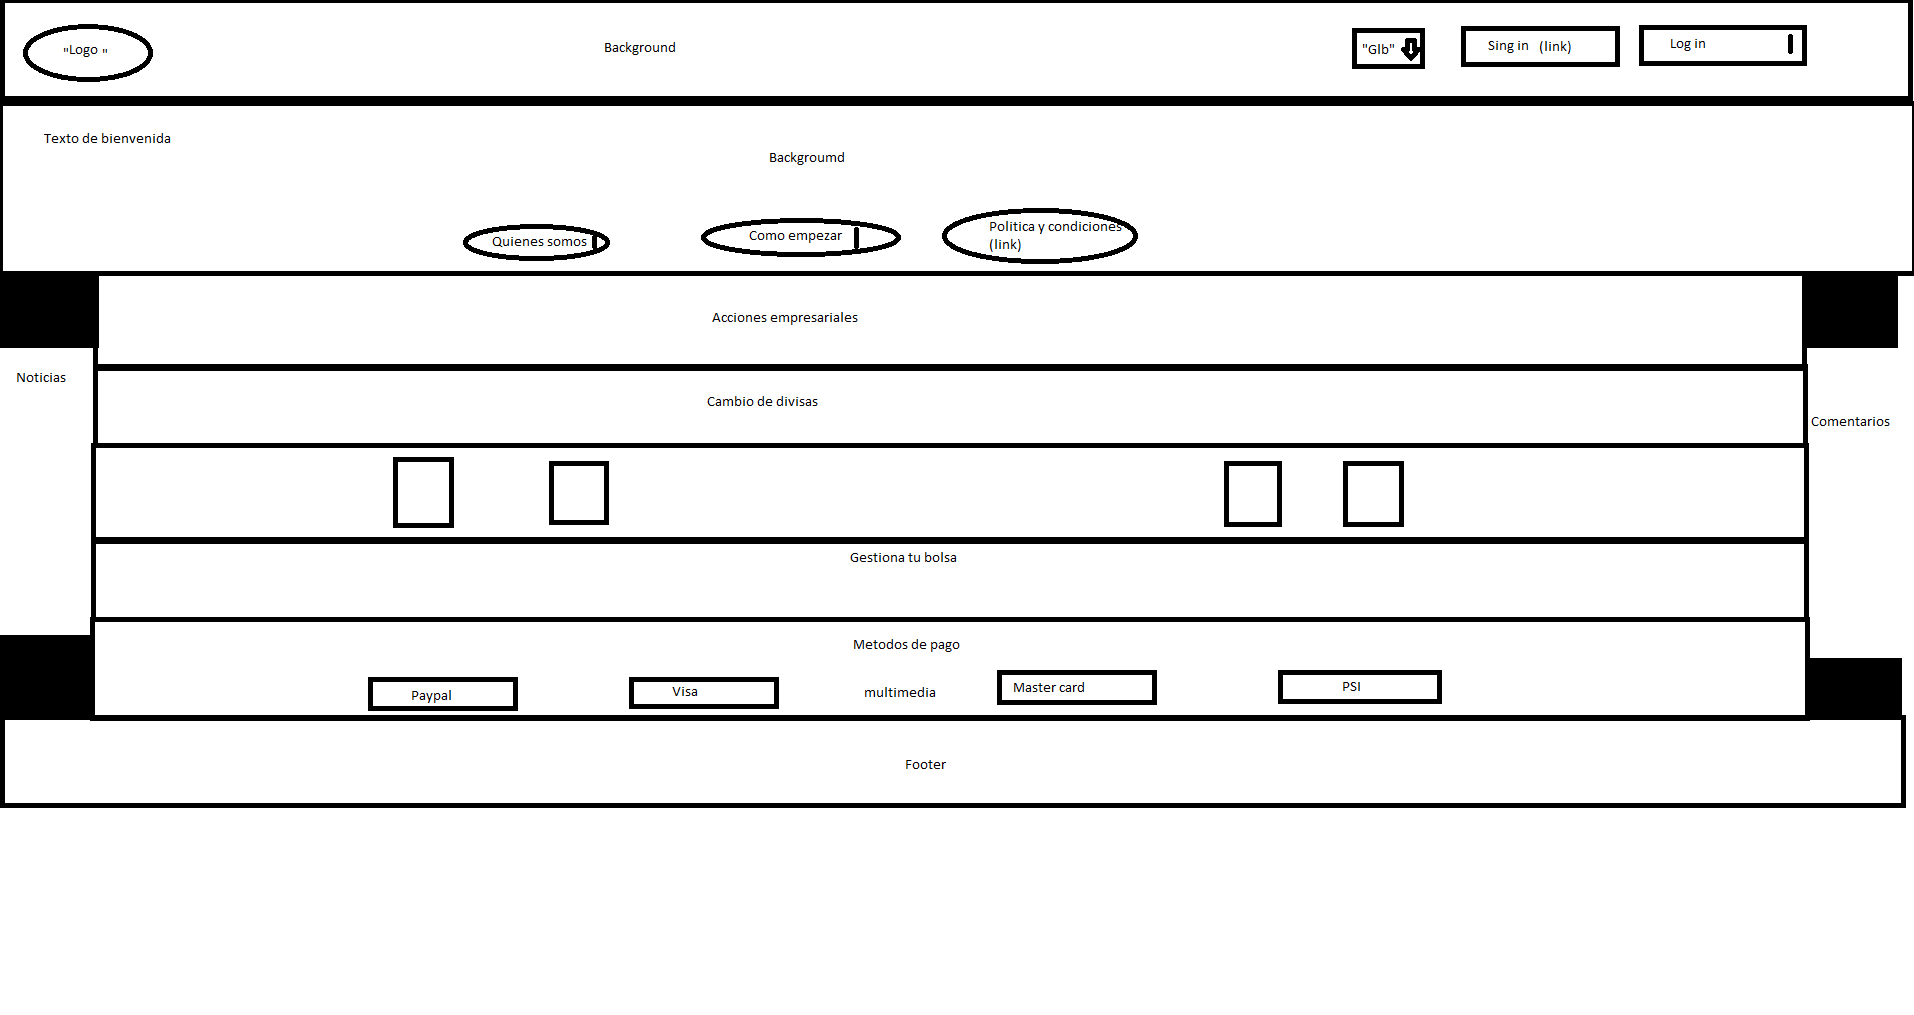 "Logo "
Background
"Glb"
Sing in (link)
Log in
Texto de bienvenida
Backgroumd
Quienes somos
Como empezar
Politica y condiciones
(link)
Acciones empresariales
Noticias
Cambio de divisas
Comentarios
Gestiona tu bolsa
Metodos de pago
Paypal
Visa
multimedia
Master card
PSI
Footer